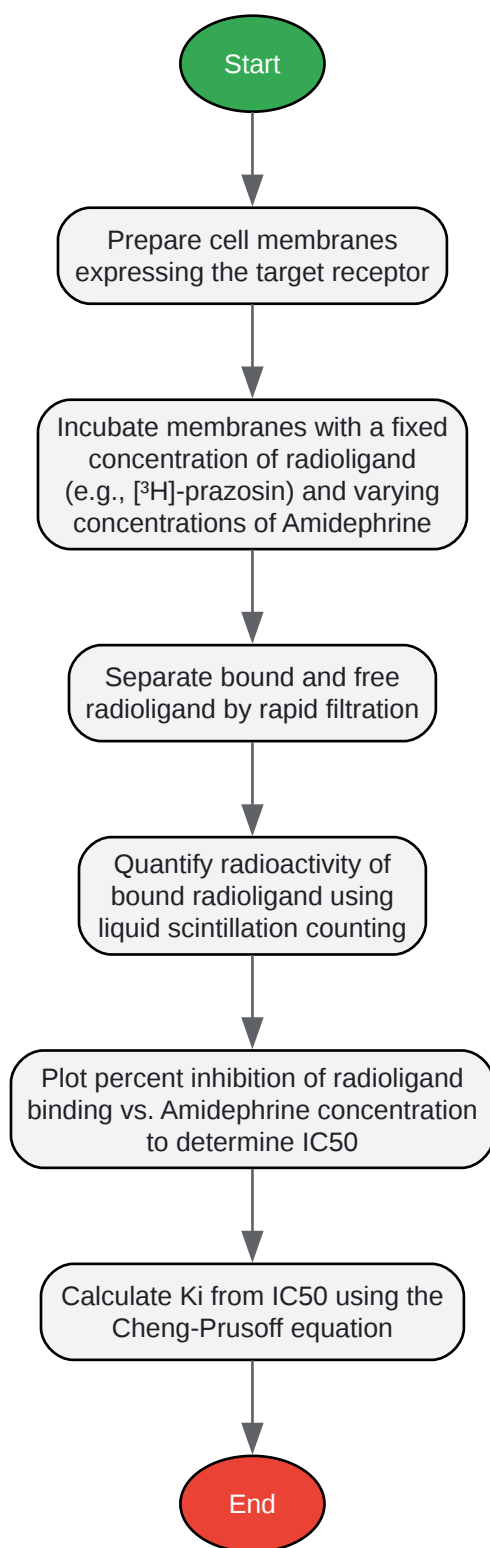 Start
Prepare cell membranes
expressing the target receptor
Incubate membranes with a fixed
concentration of radioligand
(e.g., [³H]-prazosin) and varying
concentrations of Amidephrine
Separate bound and free
radioligand by rapid filtration
Quantify radioactivity of
bound radioligand using
liquid scintillation counting
Plot percent inhibition of radioligand
binding vs. Amidephrine concentration
to determine IC50
Calculate Ki from IC50 using the
Cheng-Prusoff equation
End